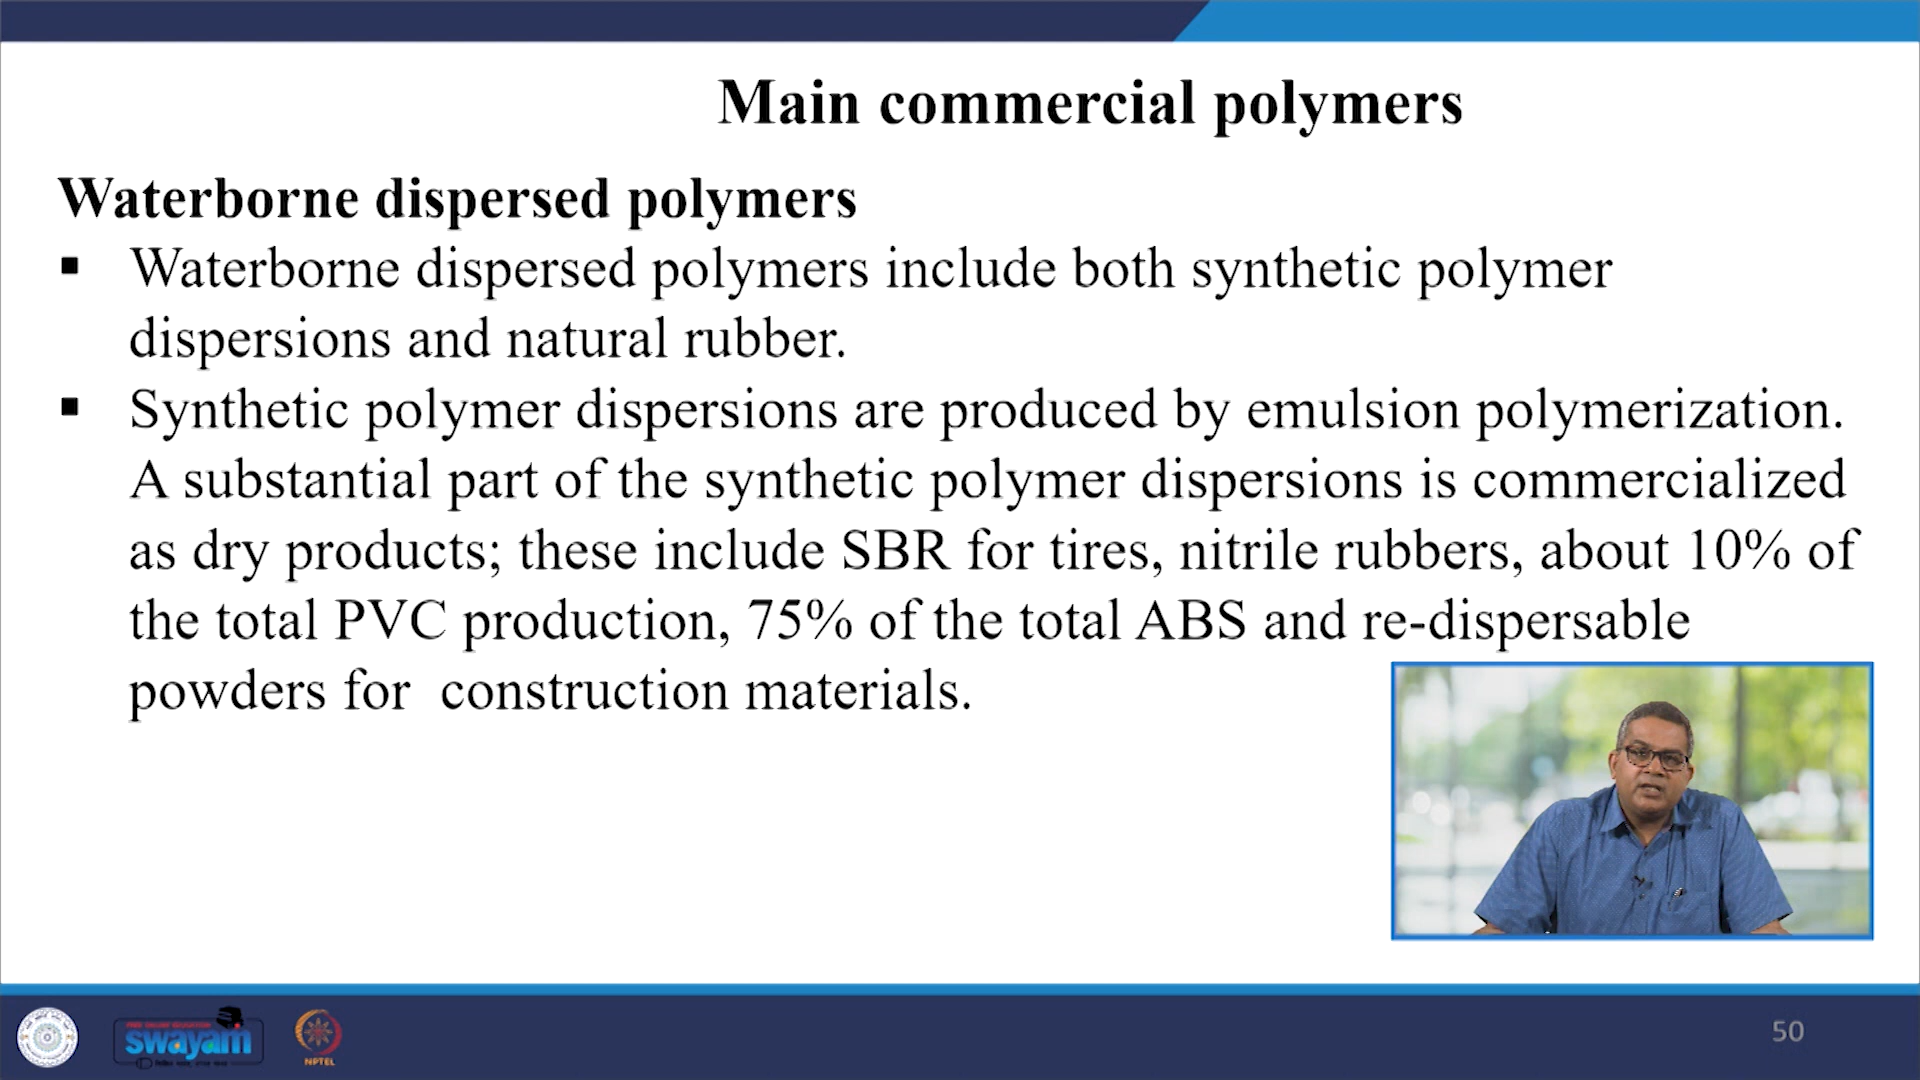 Main commercial polymers
Waterborne dispersed polymers
▪ Waterborne dispersed polymers include both synthetic polymer
dispersions and natural rubber.
▪ Synthetic polymer dispersions are produced by emulsion polymerization.
A substantial part of the synthetic polymer dispersions is commercialized
as dry products; these include SBR for tires, nitrile rubbers, about 10% of
the total PVC production, 75% of the total ABS and re-dispersable
powders for  construction materials.
swayam
NPTEL
50